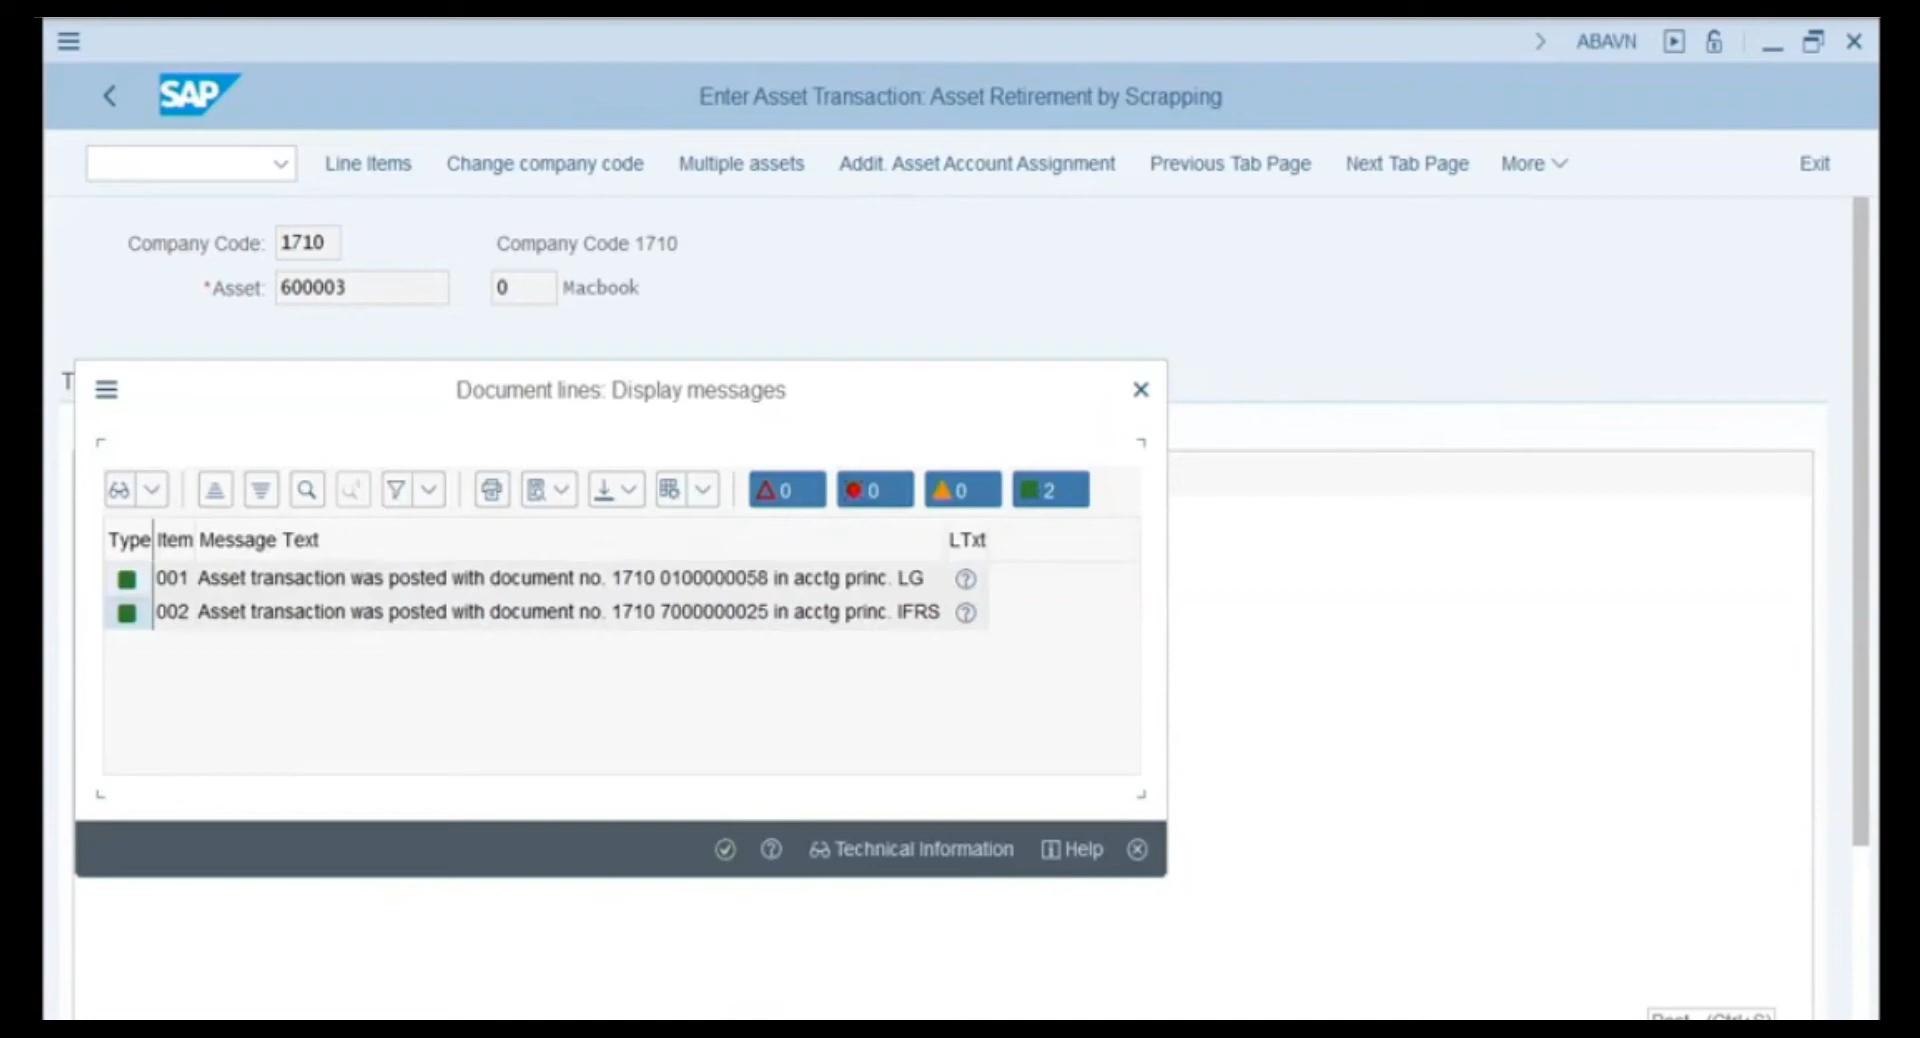 ABAVN
SAP
Enter Asset Transaction: Asset Retirement by Scrapping
Line Items
Change company code
Multiple assets
Addit. Asset Account Assignment
Previous Tab Page
Next Tab Page
More
Exit
Company Code: 1710 Company Code 1710
*Asset: 600003 0 Macbook
T
Document lines: Display messages
0 0 0 2
Type Item Message Text LTxt
001 Asset transaction was posted with document no. 1710 0100000058 in acctg princ. LG
002 Asset transaction was posted with document no. 1710 7000000025 in acctg princ. IFRS
Technical Information
Help
Post (Ctrl+S)